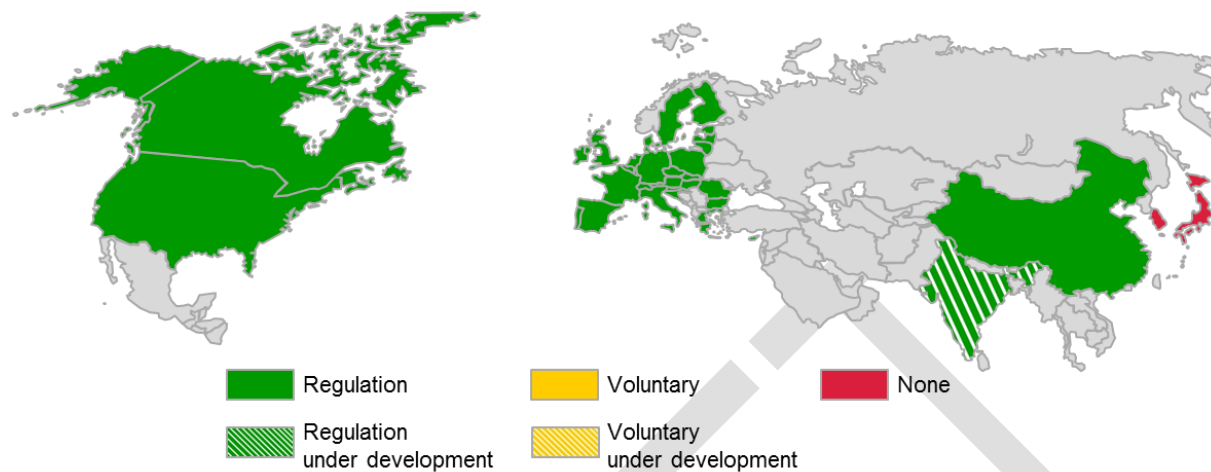 Regulation
Voluntary
None
Regulation
under development
Voluntary
under development